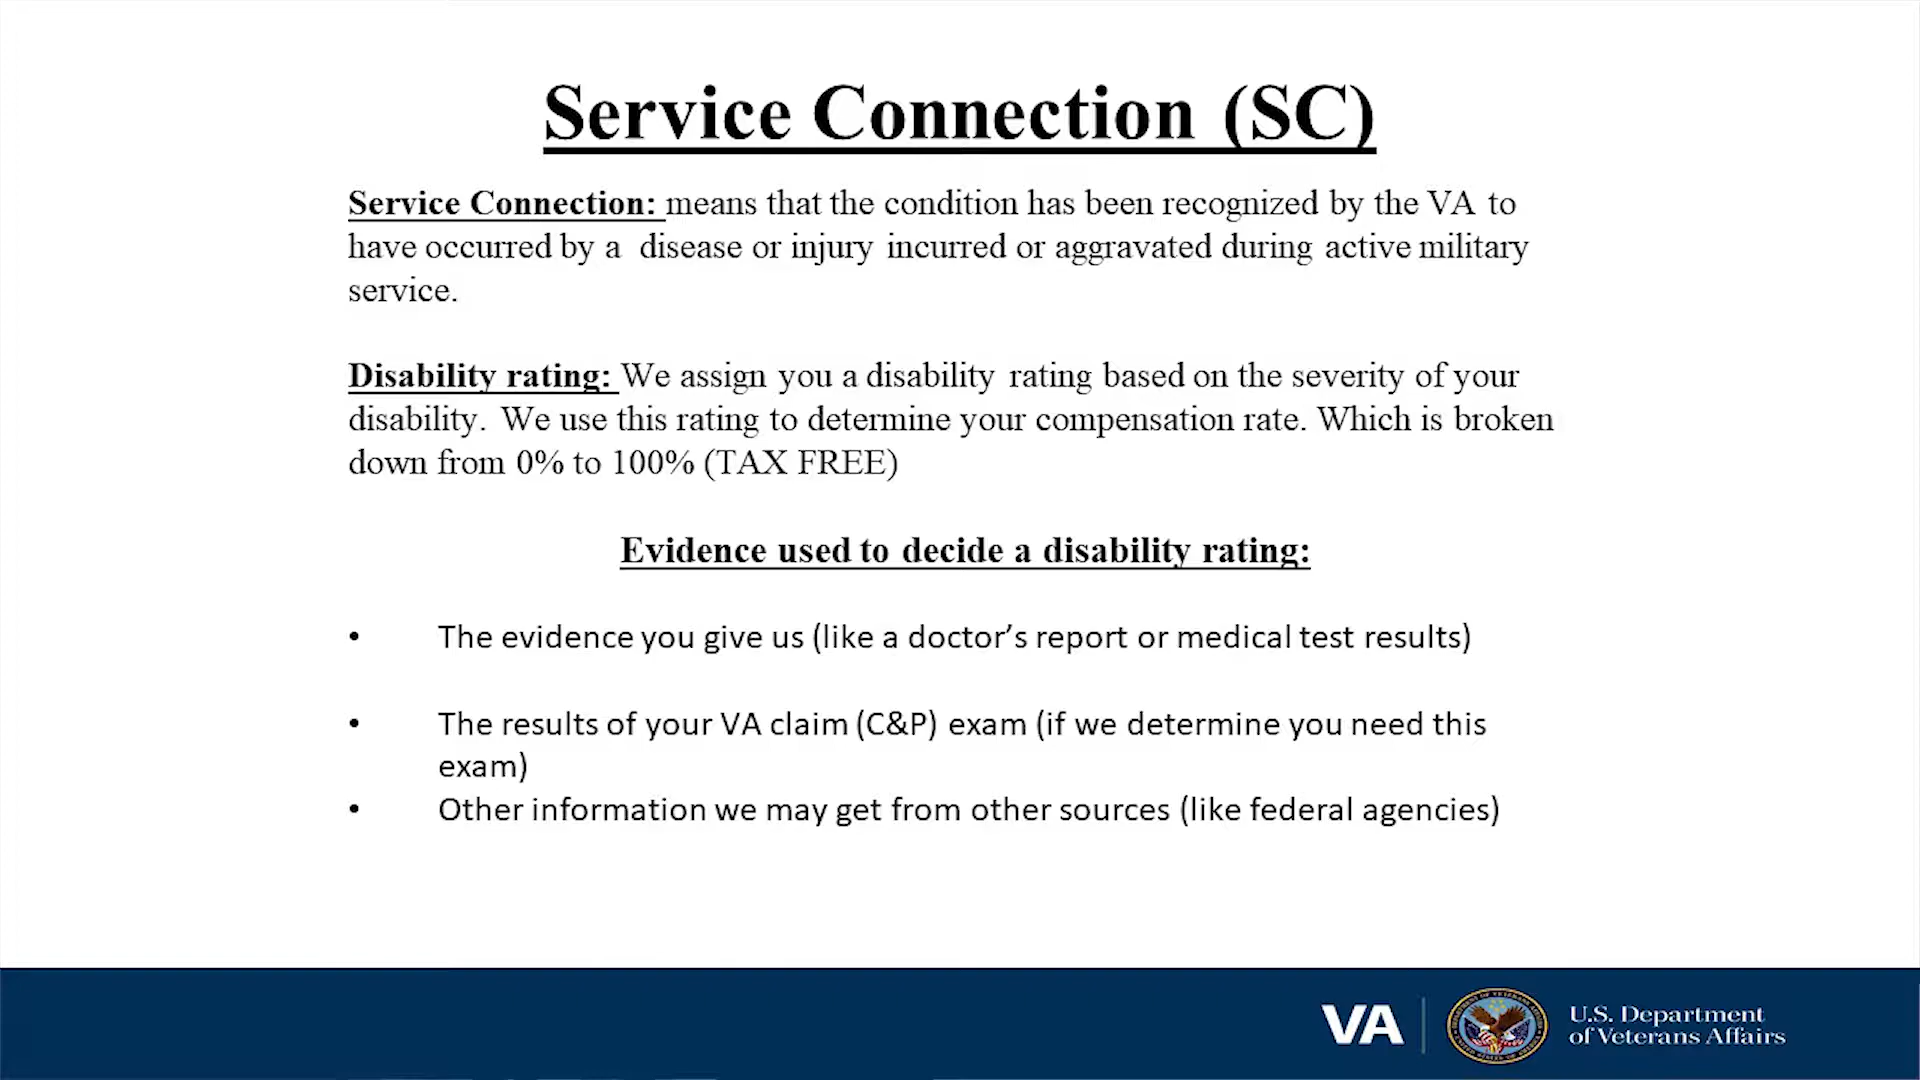 Service Connection (SC)
Service Connection: means that the condition has been recognized by the VA to
have occurred by a disease or injury incurred or aggravated during active military
service.
Disability rating: We assign you a disability rating based on the severity of your
disability. We use this rating to determine your compensation rate. Which is broken
down from 0% to 100% (TAX FREE)
Evidence used to decide a disability rating:
• The evidence you give us (like a doctor’s report or medical test results)
• The results of your VA claim (C&P) exam (if we determine you need this
exam)
• Other information we may get from other sources (like federal agencies)
VA
U.S. Department
of Veterans Affairs